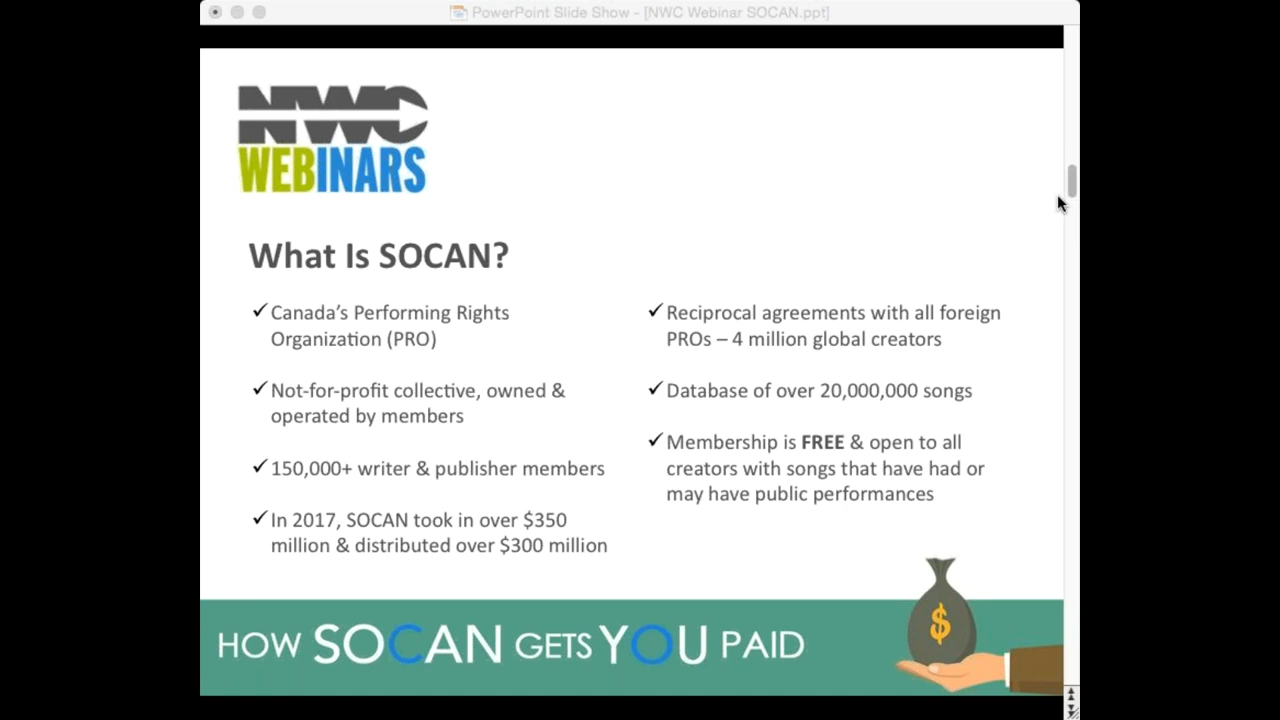 PowerPoint Slide Show - [NWC Webinar SOCAN.ppt]
NWC
WEBINARS
What Is SOCAN?
✓Canada's Performing Rights
Organization (PRO)
✓Not-for-profit collective, owned &
operated by members
✓150,000+ writer & publisher members
✓In 2017, SOCAN took in over $350
million & distributed over $300 million
✓Reciprocal agreements with all foreign
PROs – 4 million global creators
✓Database of over 20,000,000 songs
✓Membership is FREE & open to all
creators with songs that have had or
may have public performances
$
HOW SOCAN GETS YOU PAID